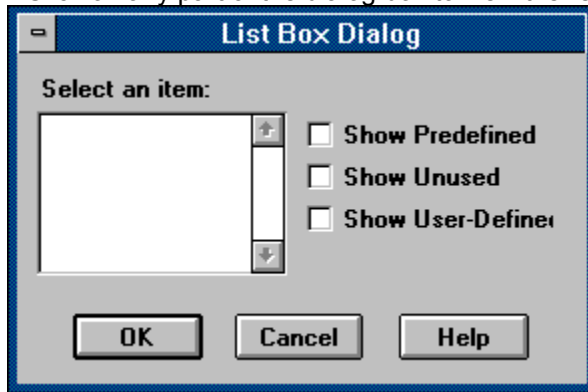 List Box Dialog
Select an item:
Show Predefined
Show Unused
Show User-Define
OK Cancel Help